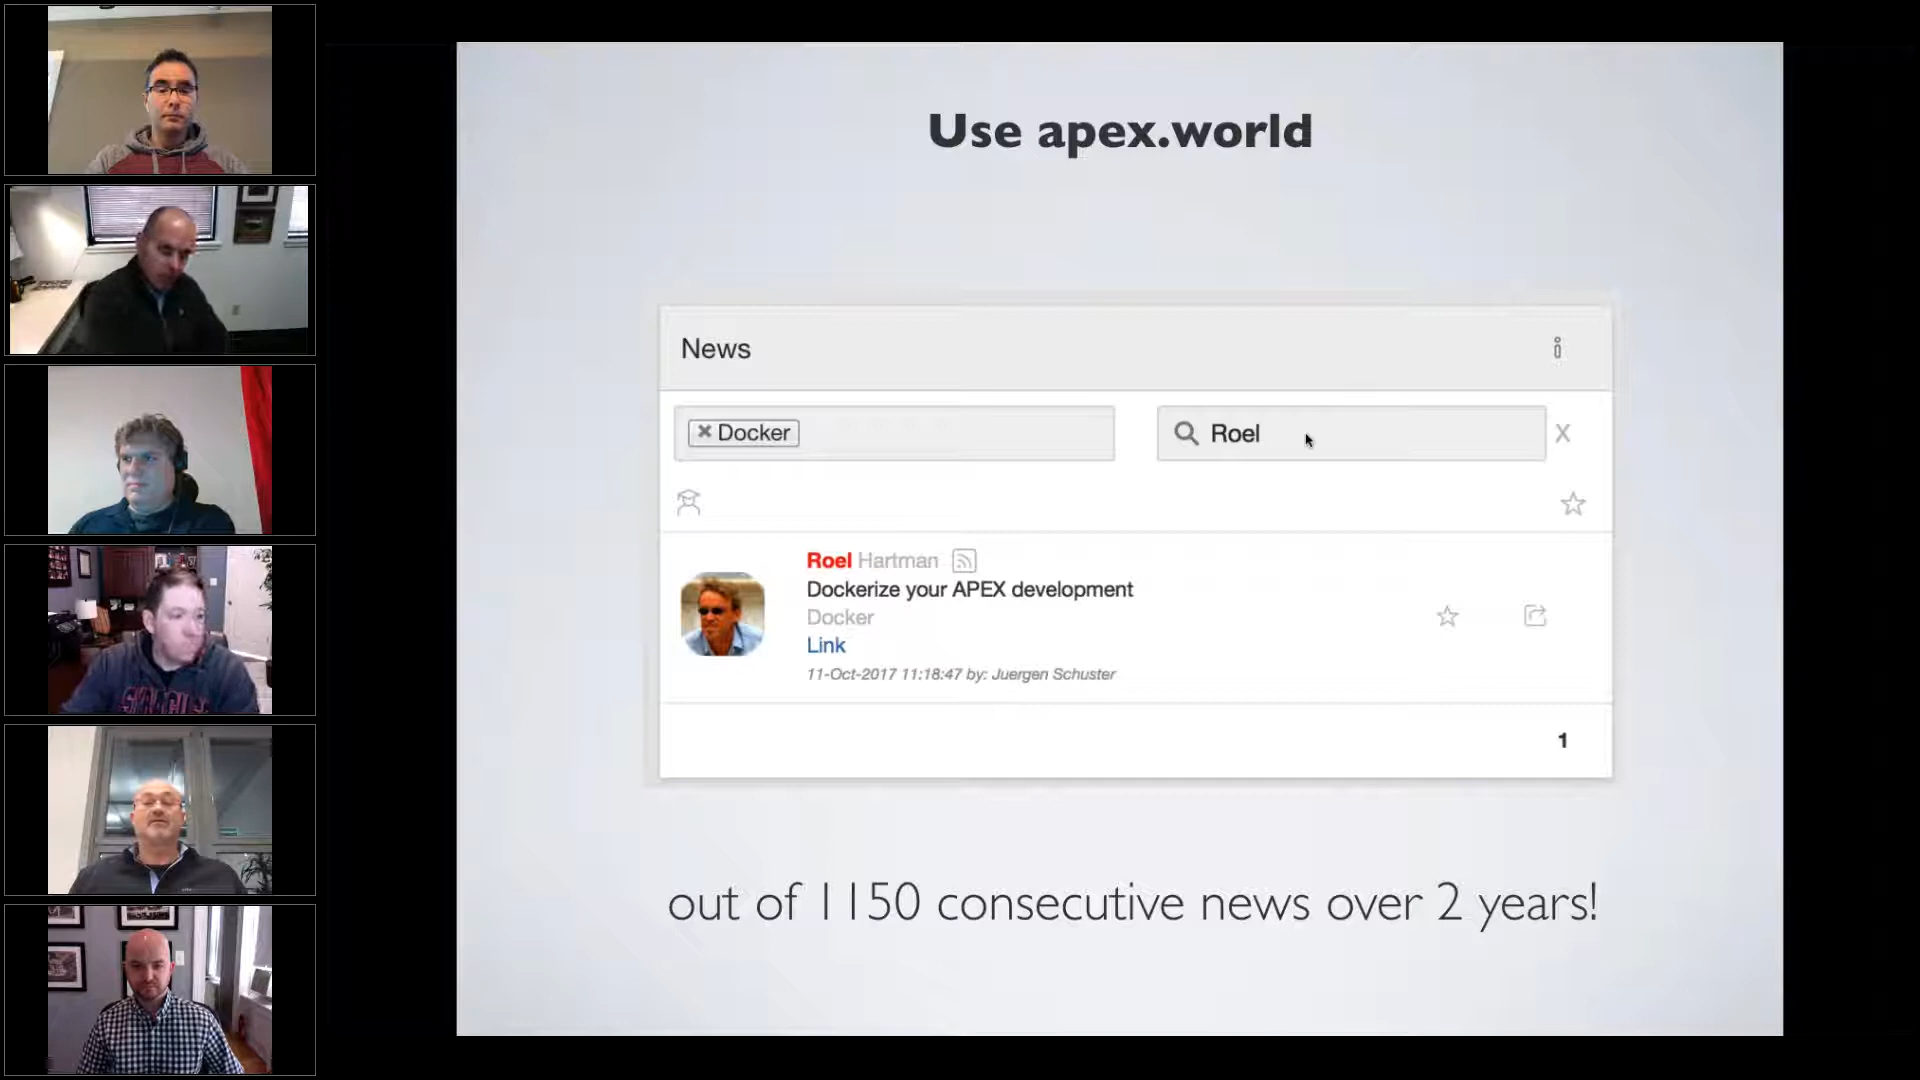 Use apex.world
News
Docker
Roel
X
Roel Hartman
Dockerize your APEX development
Docker
Link
11-Oct-2017 11:18:47 by: Juergen Schuster
1
out of 1150 consecutive news over 2 years!
SYRACUSE